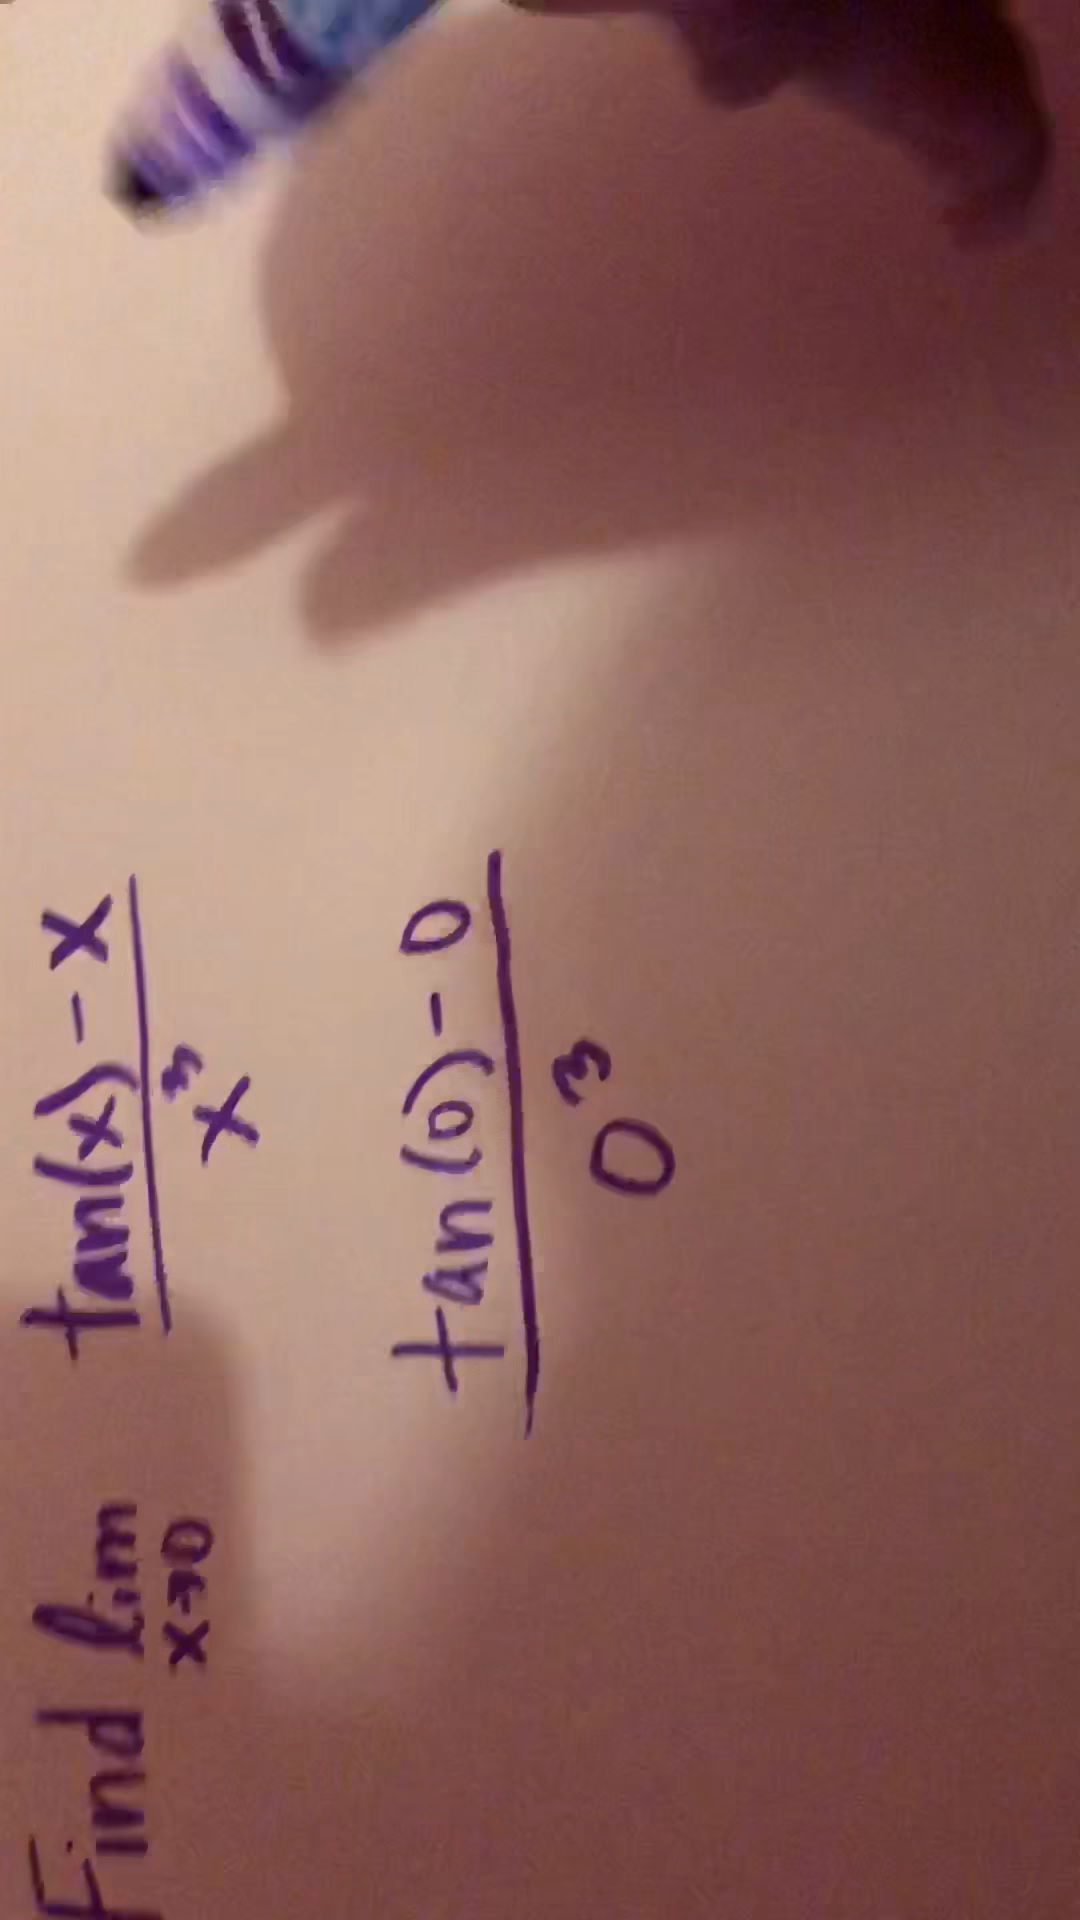 Find lim x→0 (tan(x) - x) / x³
(tan(0) - 0) / 0³